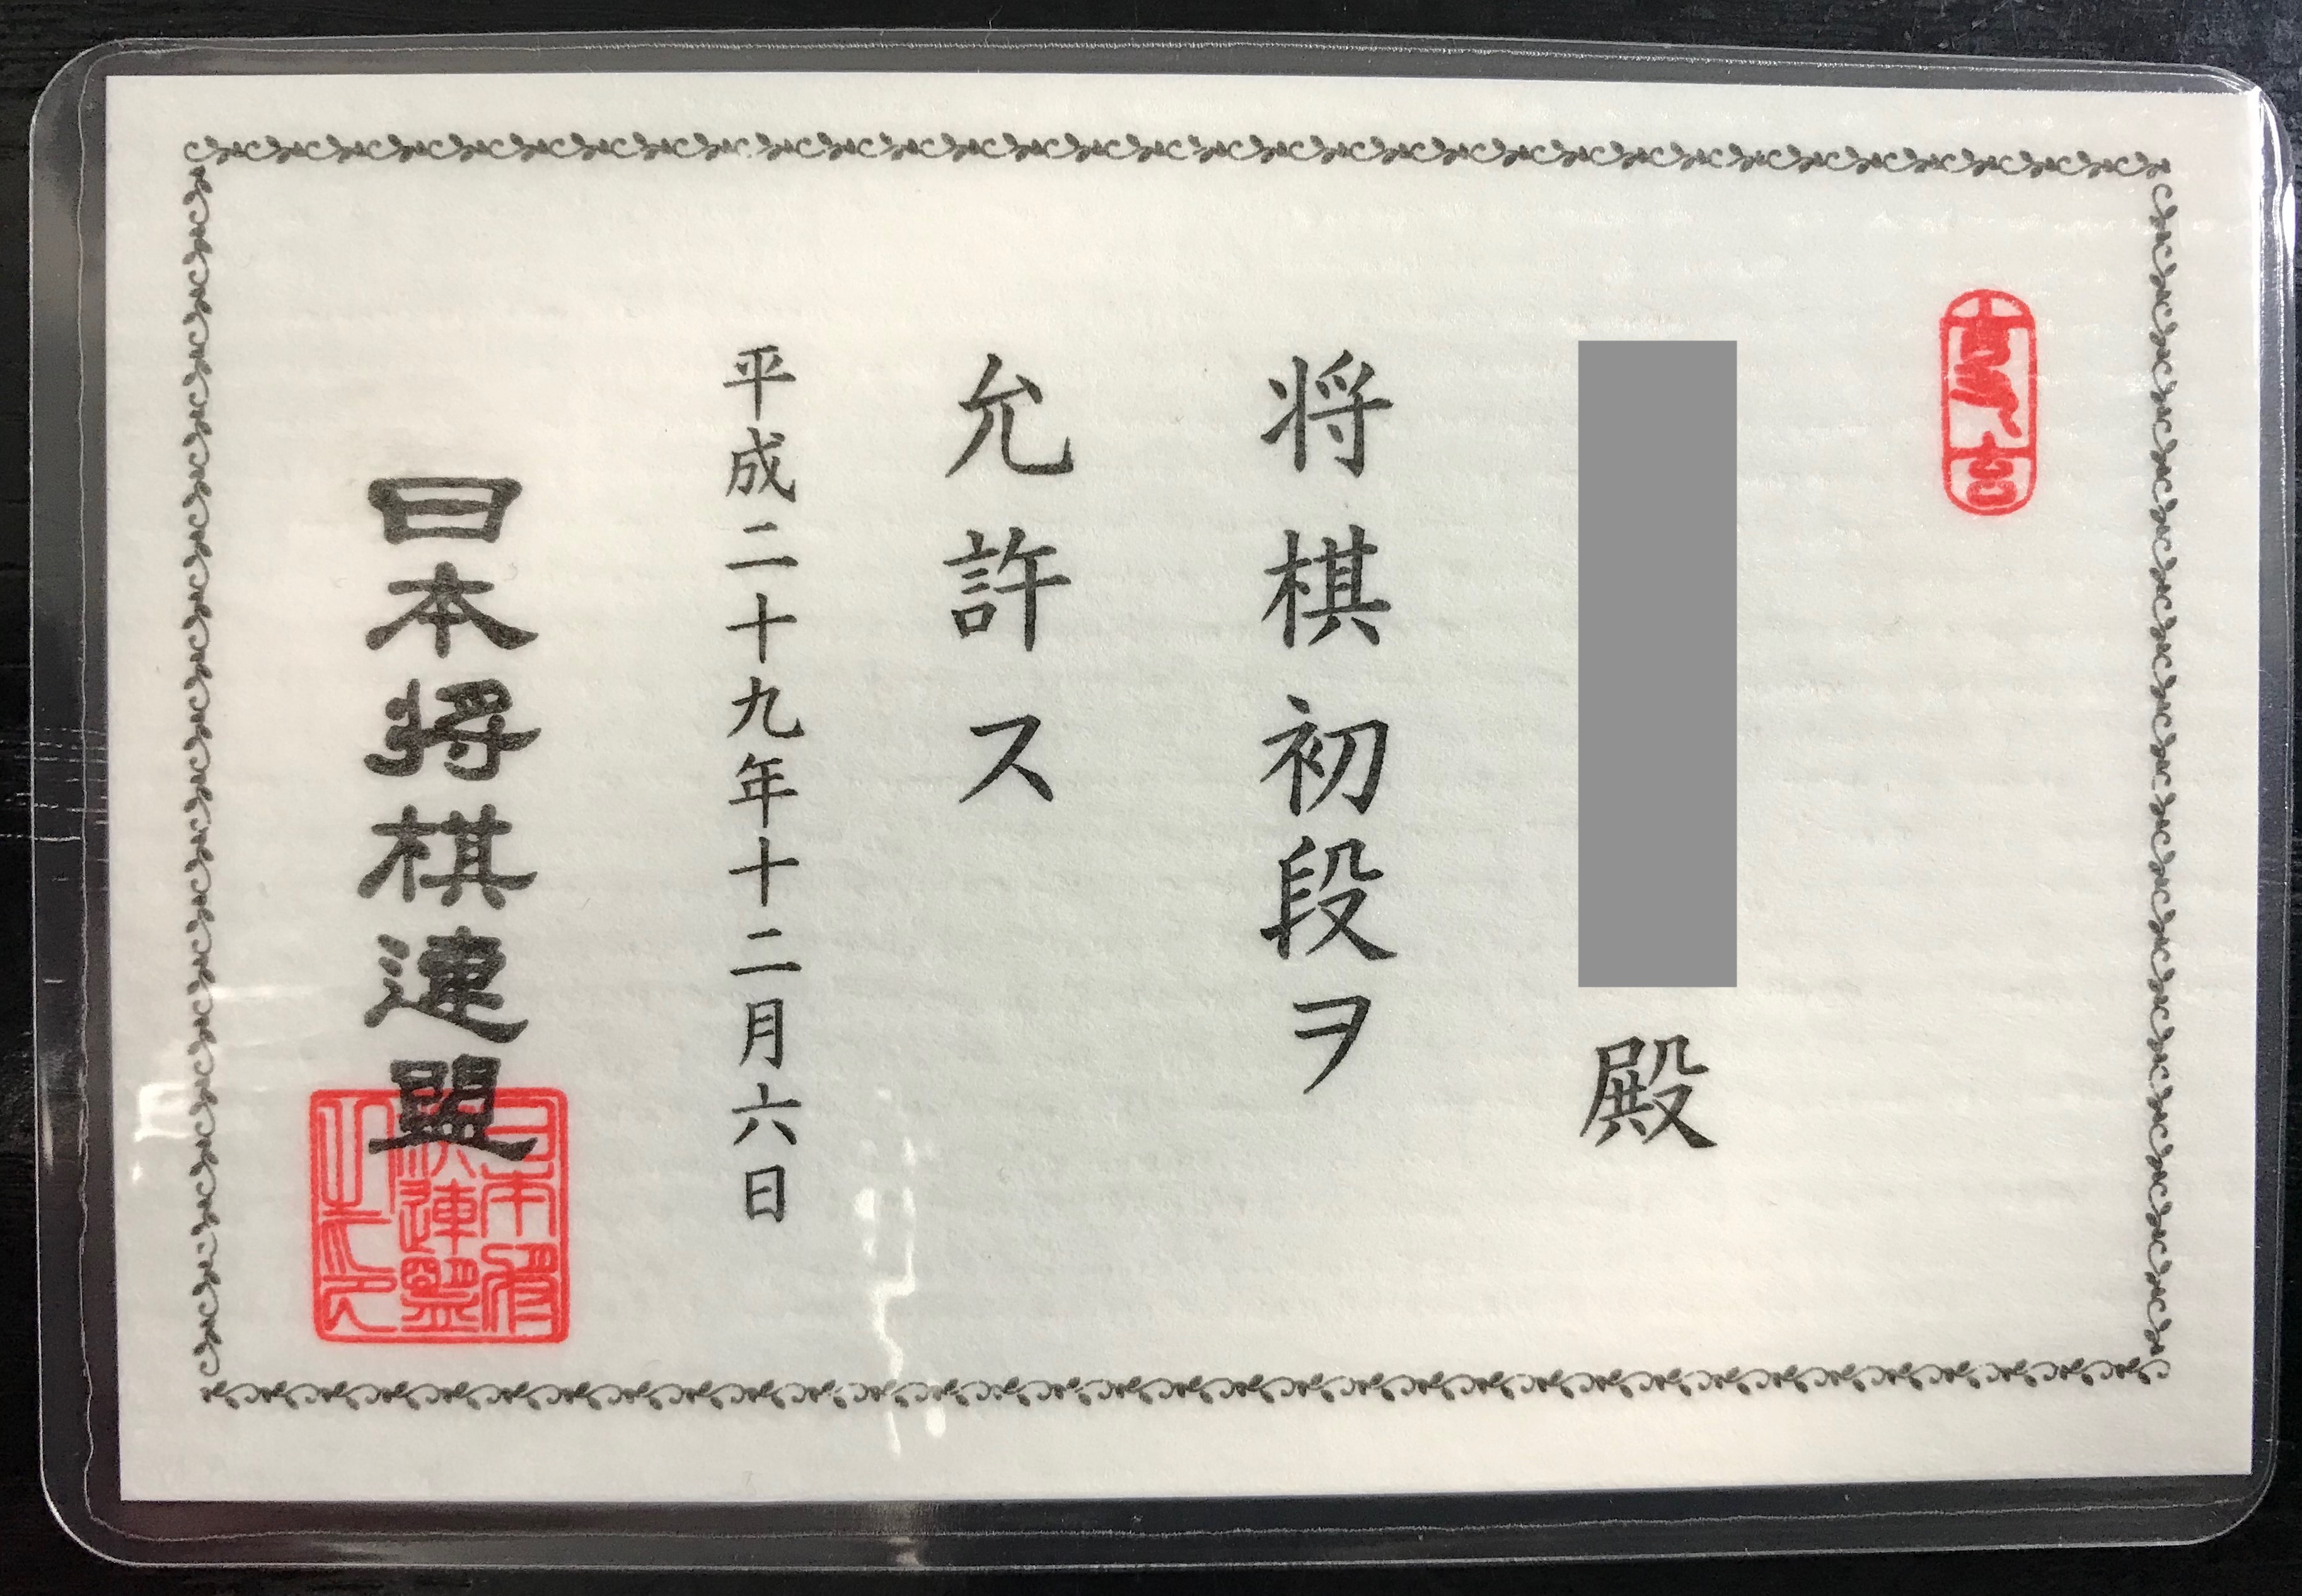 殿
将棋初段ヲ
允許ス
平成二十九年十二月六日
日本将棋連盟